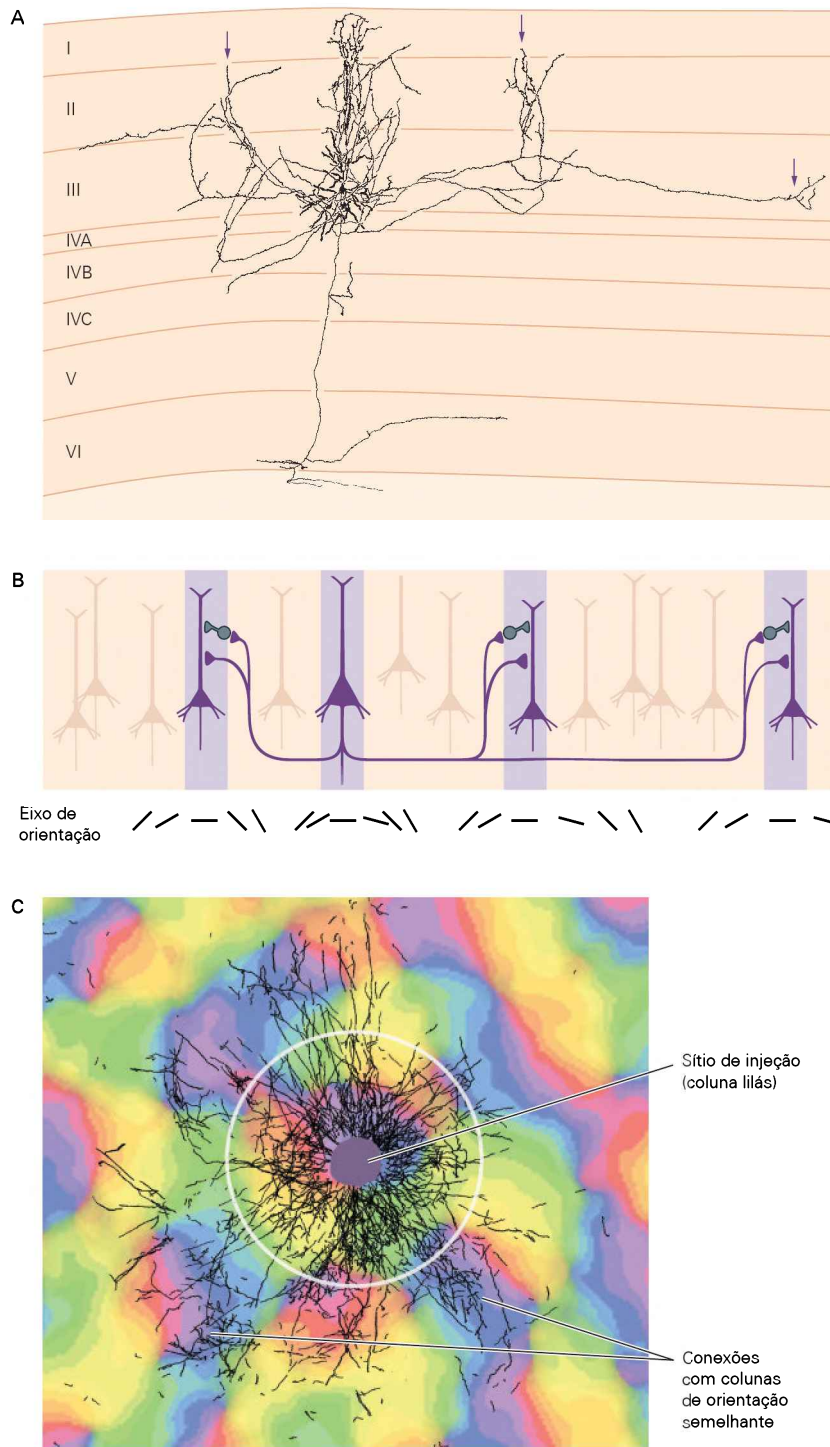 A
I
II
III
IVA
IVB
IVC
V
VI
B
Eixo de
orientação
C
Sítio de injeção
(coluna lilás)
Conexões
com colunas
de orientação
semelhante